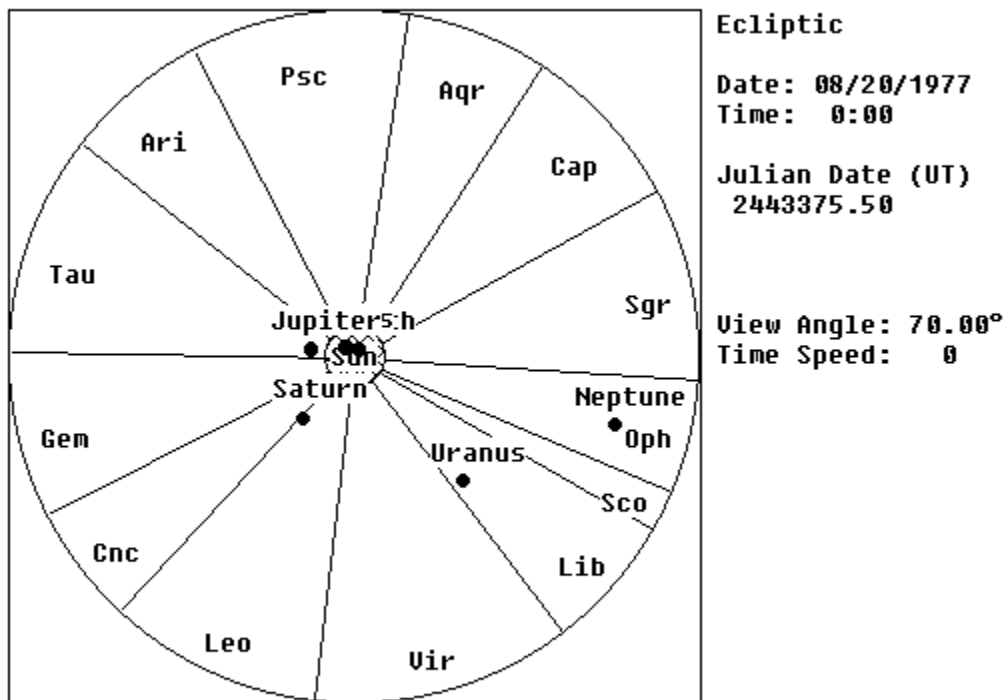 Ecliptic
Date: 08/20/1977
Time: 0:00
Julian Date (UT)
2443375.50
View Angle: 70.00º
Time Speed: 0
Psc
Aqr
Ari
Cap
Tau
Sgr
Jupiter
Sun
Saturn
Neptune
Gem
Oph
Uranus
Sco
Cnc
Lib
Leo
Vir